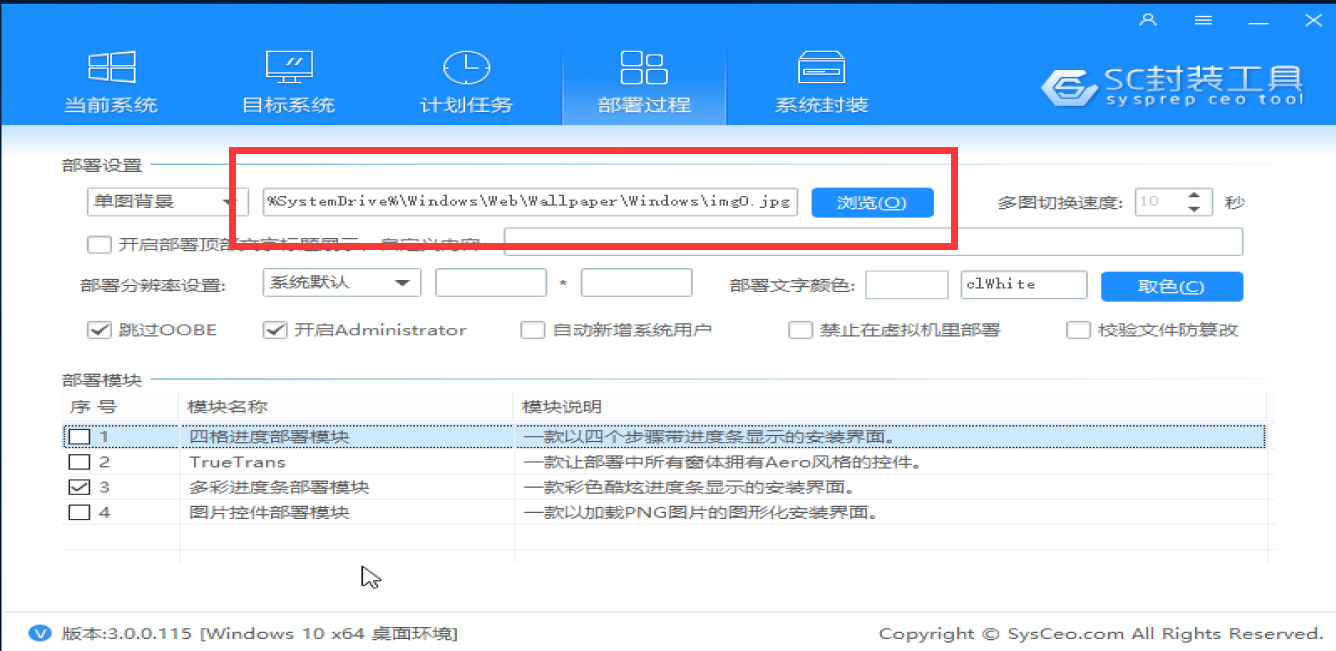 当前系统 目标系统 计划任务 部署过程 系统封装 SC封装工具
sysprep ceo tool
部署设置
单图背景 %SystemDrive%\Windows\Web\Wallpaper\Windows\img0.jpg 浏览(O) 多图切换速度: 10 秒
开启部署顶部文字标题展示，自定义内容
部署分辨率设置: 系统默认 * 部署文字颜色: clWhite 取色(C)
跳过OOBE 开启Administrator 自动新增系统用户 禁止在虚拟机里部署 校验文件防篡改
部署模块
序 号 模块名称 模块说明
1 四格进度部署模块 一款以四个步骤带进度条显示的安装界面。
2 TrueTrans 一款让部署中所有窗体拥有Aero风格的控件。
3 多彩进度条部署模块 一款彩色酷炫进度条显示的安装界面。
4 图片控件部署模块 一款以加载PNG图片的图形化安装界面。
V 版本:3.0.0.115 [Windows 10 x64 桌面环境] Copyright © SysCeo.com All Rights Reserved.